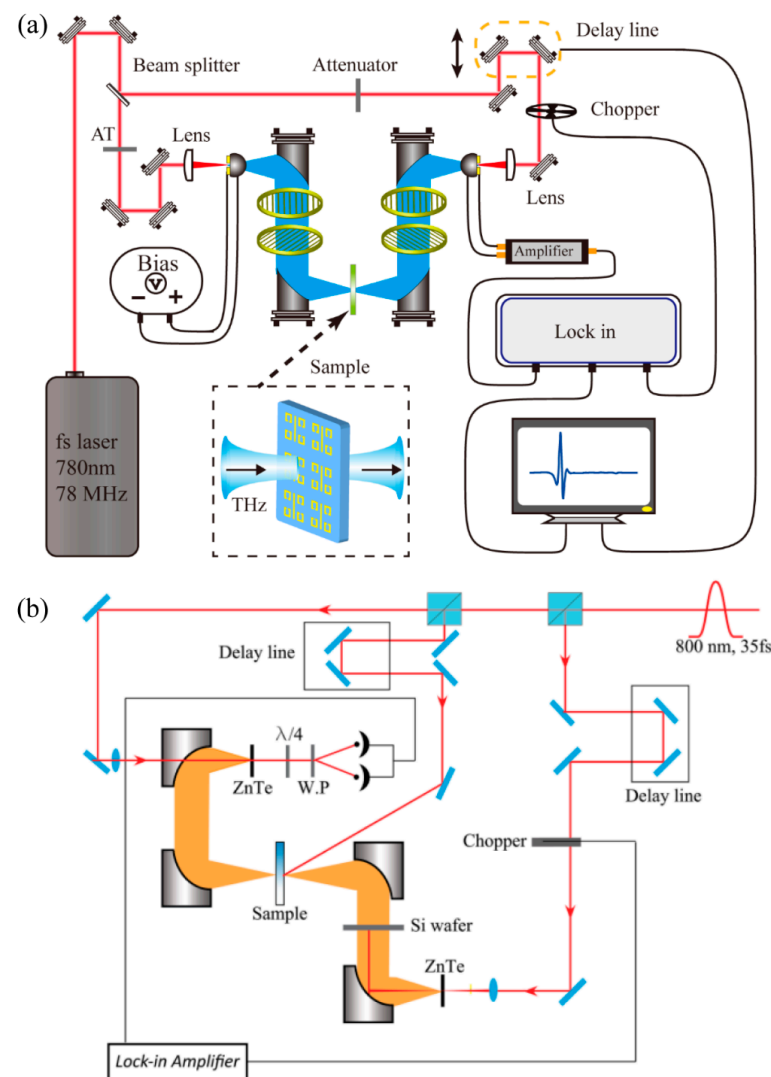 (a)
Delay line
Beam splitter
Attenuator
Chopper
AT
Lens
Lens
Bias
V
− +
Amplifier
Lock in
Sample
fs laser
780nm
78 MHz
THz
(b)
Delay line
800 nm, 35fs
λ/4
ZnTe
W.P
Delay line
Chopper
Sample
Si wafer
ZnTe
Lock-in Amplifier